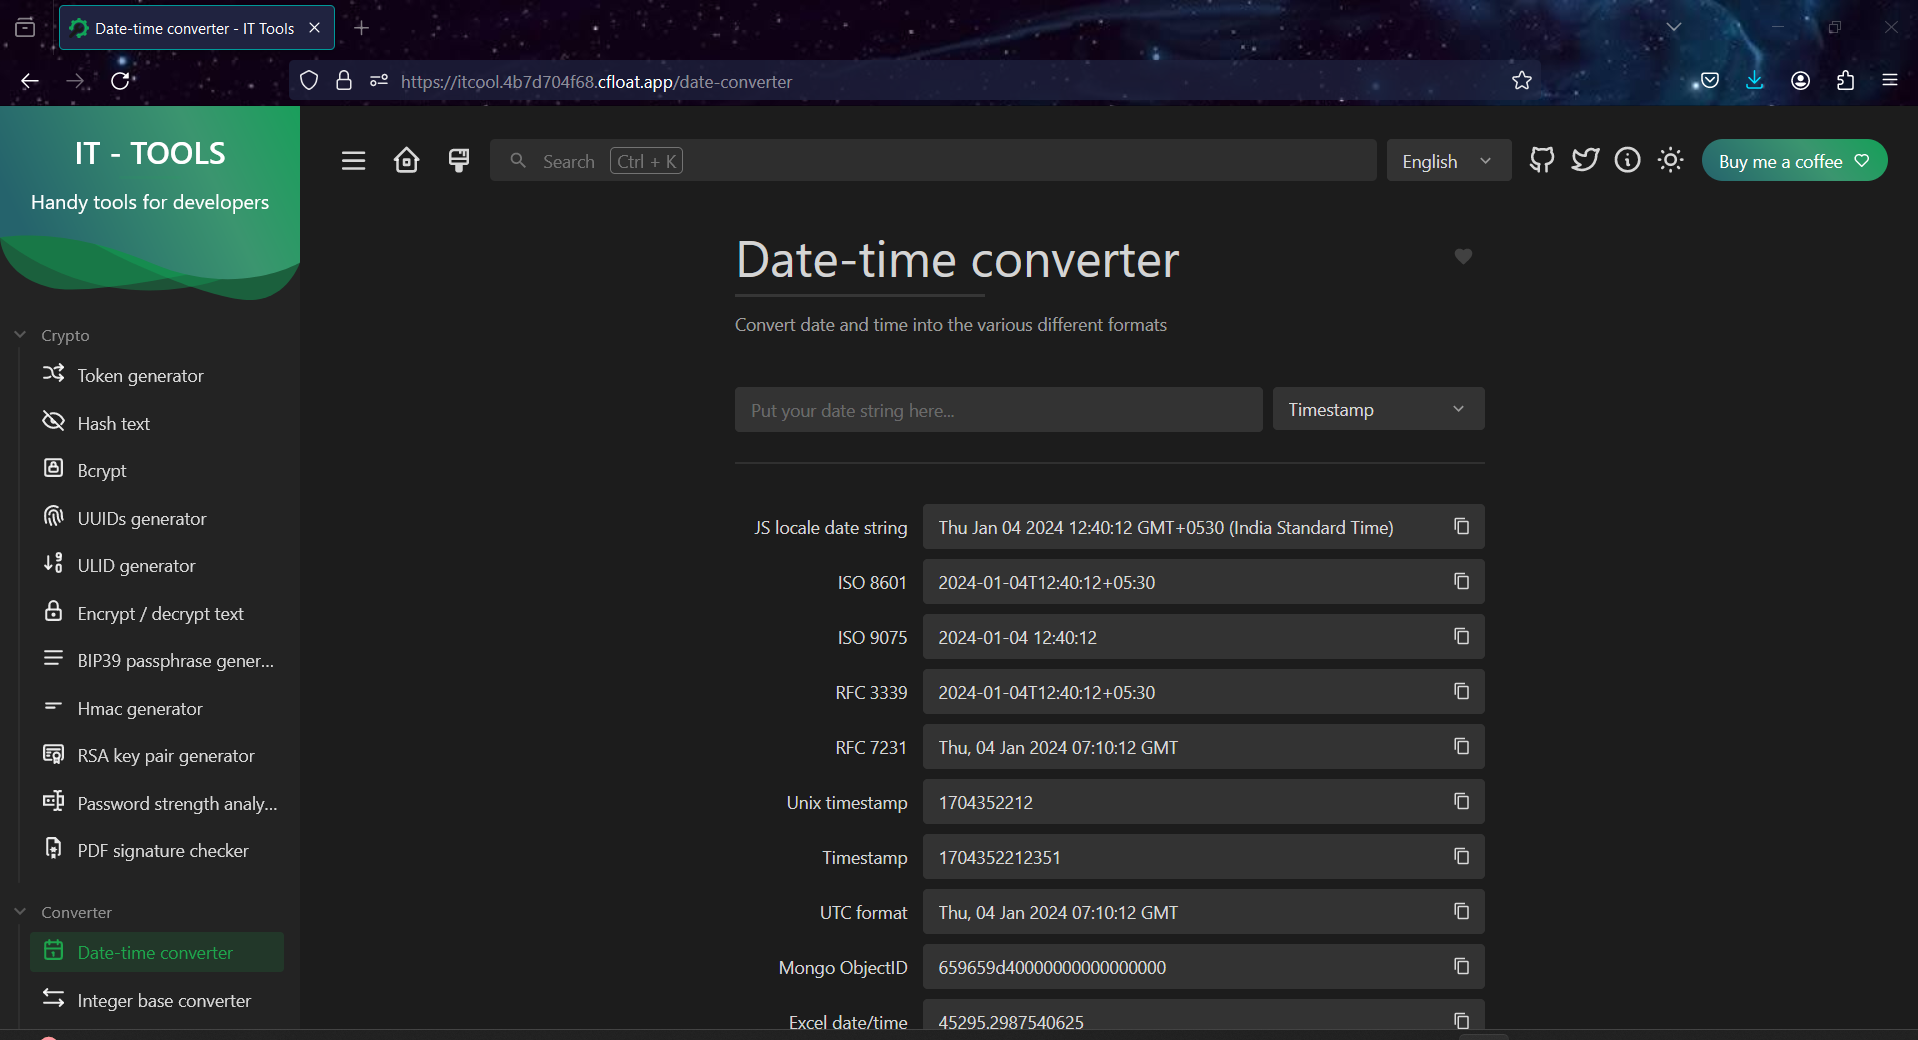 Date-time converter - IT Tools
https://itcool.4b7d704f68.cfloat.app/date-converter
IT - TOOLS
Handy tools for developers
Search Ctrl + K
English
Buy me a coffee
Crypto
Token generator
Hash text
Bcrypt
UUIDs generator
ULID generator
Encrypt / decrypt text
BIP39 passphrase gener...
Hmac generator
RSA key pair generator
Password strength analy...
PDF signature checker
Converter
Date-time converter
Integer base converter
Date-time converter
Convert date and time into the various different formats
Put your date string here...
Timestamp
JS locale date string Thu Jan 04 2024 12:40:12 GMT+0530 (India Standard Time)
ISO 8601 2024-01-04T12:40:12+05:30
ISO 9075 2024-01-04 12:40:12
RFC 3339 2024-01-04T12:40:12+05:30
RFC 7231 Thu, 04 Jan 2024 07:10:12 GMT
Unix timestamp 1704352212
Timestamp 1704352212351
UTC format Thu, 04 Jan 2024 07:10:12 GMT
Mongo ObjectID 659659d40000000000000000
Excel date/time 45295.2987540625